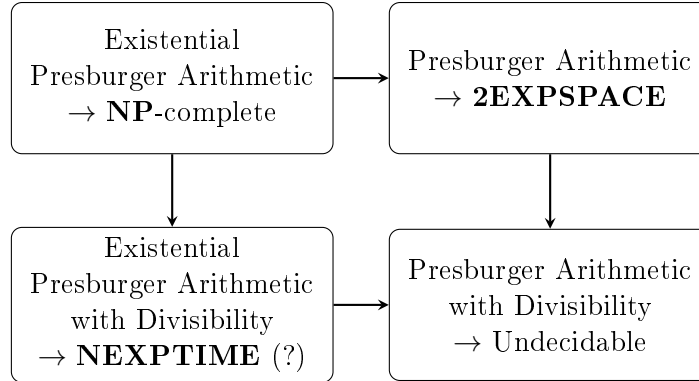 Existential
Presburger Arithmetic
→ NP-complete
Presburger Arithmetic
→ 2EXPSPACE
Existential
Presburger Arithmetic
with Divisibility
→ NEXPTIME (?)
Presburger Arithmetic
with Divisibility
→ Undecidable